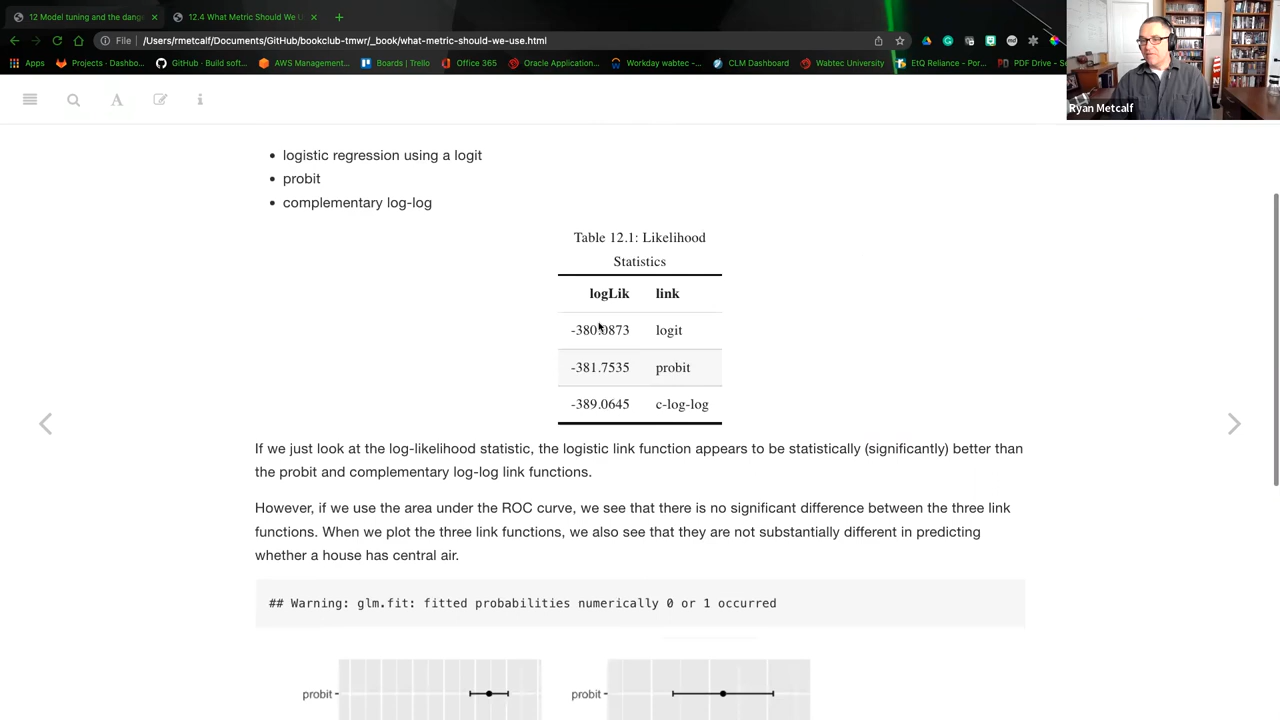 12 Model tuning and the dang
12.4 What Metric Should We U
File
/Users/rmetcalf/Documents/GitHub/bookclub-tmwr/_book/what-metric-should-we-use.html
Apps
Projects - Dashbo...
GitHub - Build soft...
AWS Management...
Boards | Trello
Office 365
Oracle Application...
Workday wabtec -...
CLM Dashboard
Wabtec University
EtQ Reliance - Por...
PDF Drive - Se
Ryan Metcalf
logistic regression using a logit
probit
complementary log-log
Table 12.1: Likelihood
Statistics
logLik link
-380.0873 logit
-381.7535 probit
-389.0645 c-log-log
If we just look at the log-likelihood statistic, the logistic link function appears to be statistically (significantly) better than
the probit and complementary log-log link functions.
However, if we use the area under the ROC curve, we see that there is no significant difference between the three link
functions. When we plot the three link functions, we also see that they are not substantially different in predicting
whether a house has central air.
## Warning: glm.fit: fitted probabilities numerically 0 or 1 occurred
probit
probit